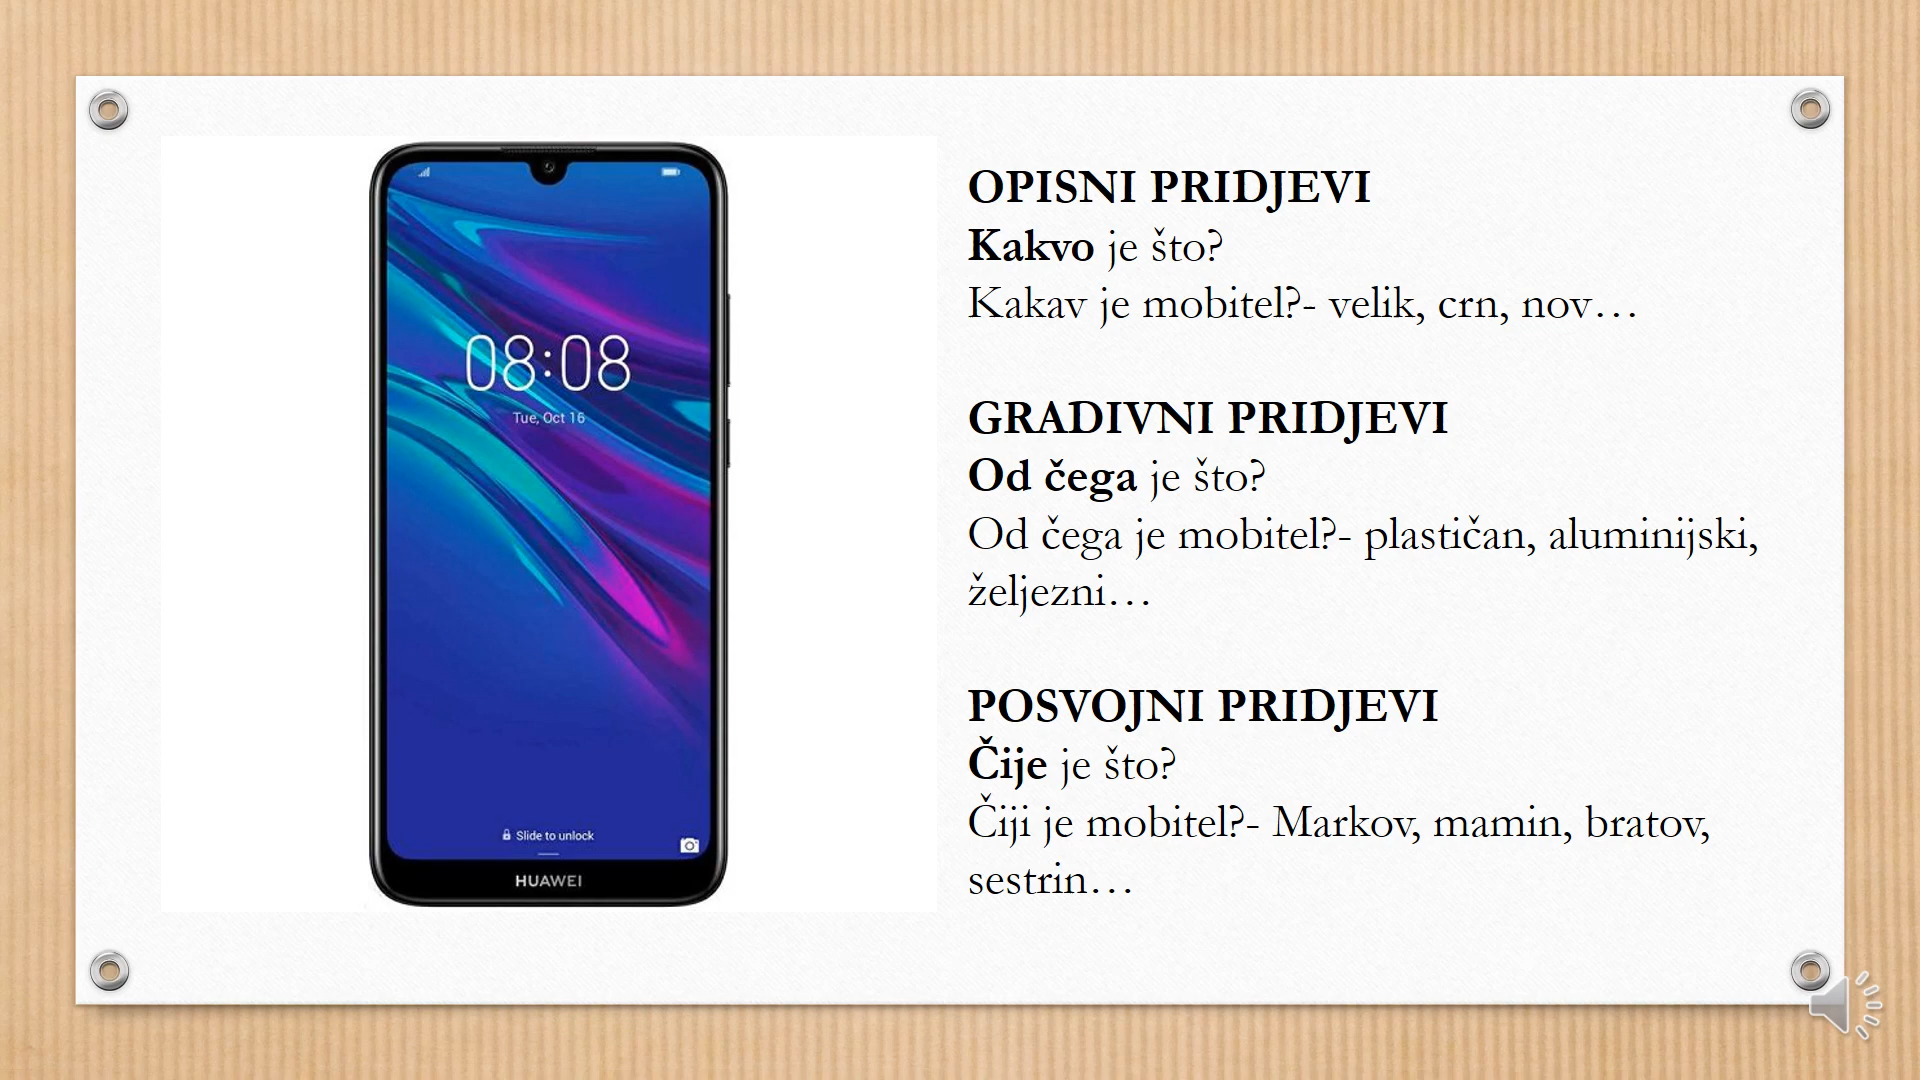 08:08
Tue, Oct 16
Slide to unlock
HUAWEI
OPISNI PRIDJEVI
Kakvo je što?
Kakav je mobitel?- velik, crn, nov…
GRADIVNI PRIDJEVI
Od čega je što?
Od čega je mobitel?- plastičan, aluminijski,
željezni…
POSVOJNI PRIDJEVI
Čije je što?
Čiji je mobitel?- Markov, mamin, bratov,
sestrin…